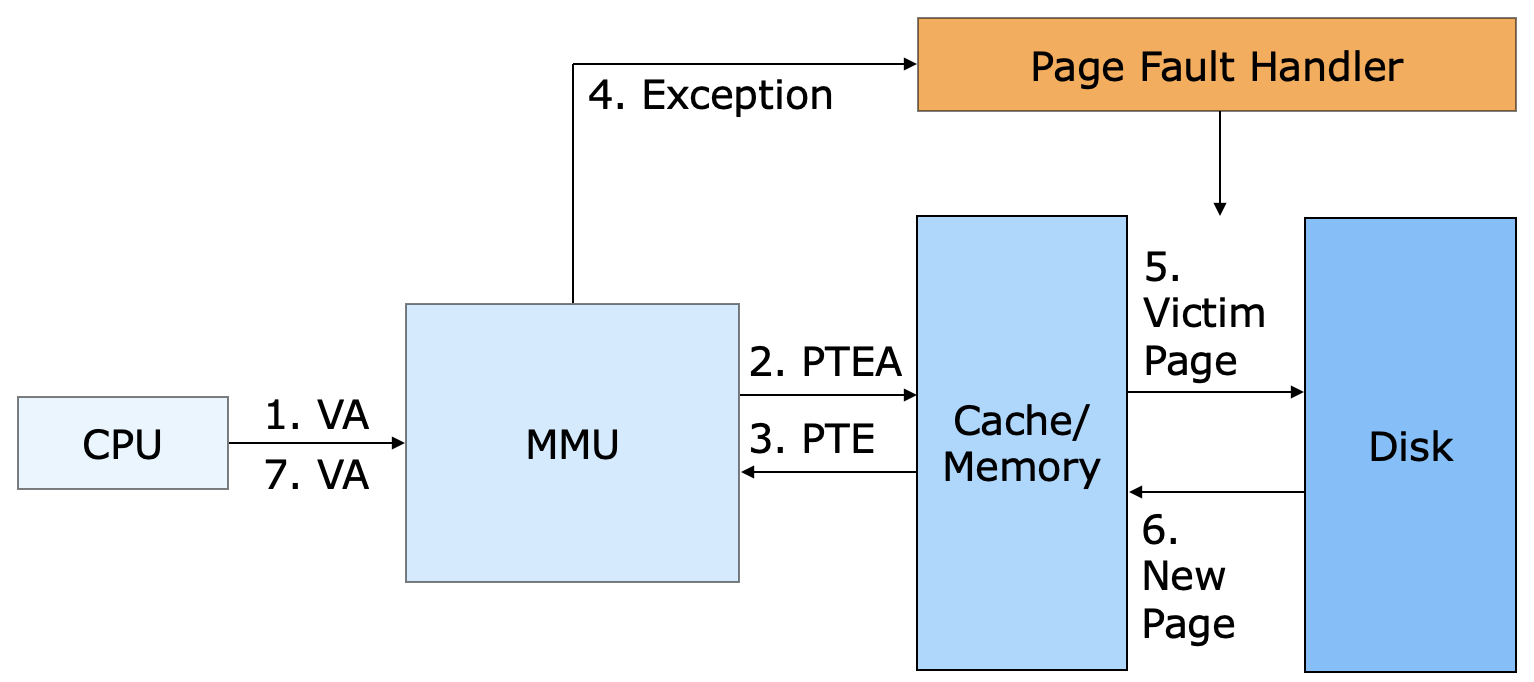 Page Fault Handler
4. Exception
5.
Victim
Page
2. PTEA
1. VA
CPU
MMU
3. PTE
Cache/
Memory
Disk
7. VA
6.
New
Page